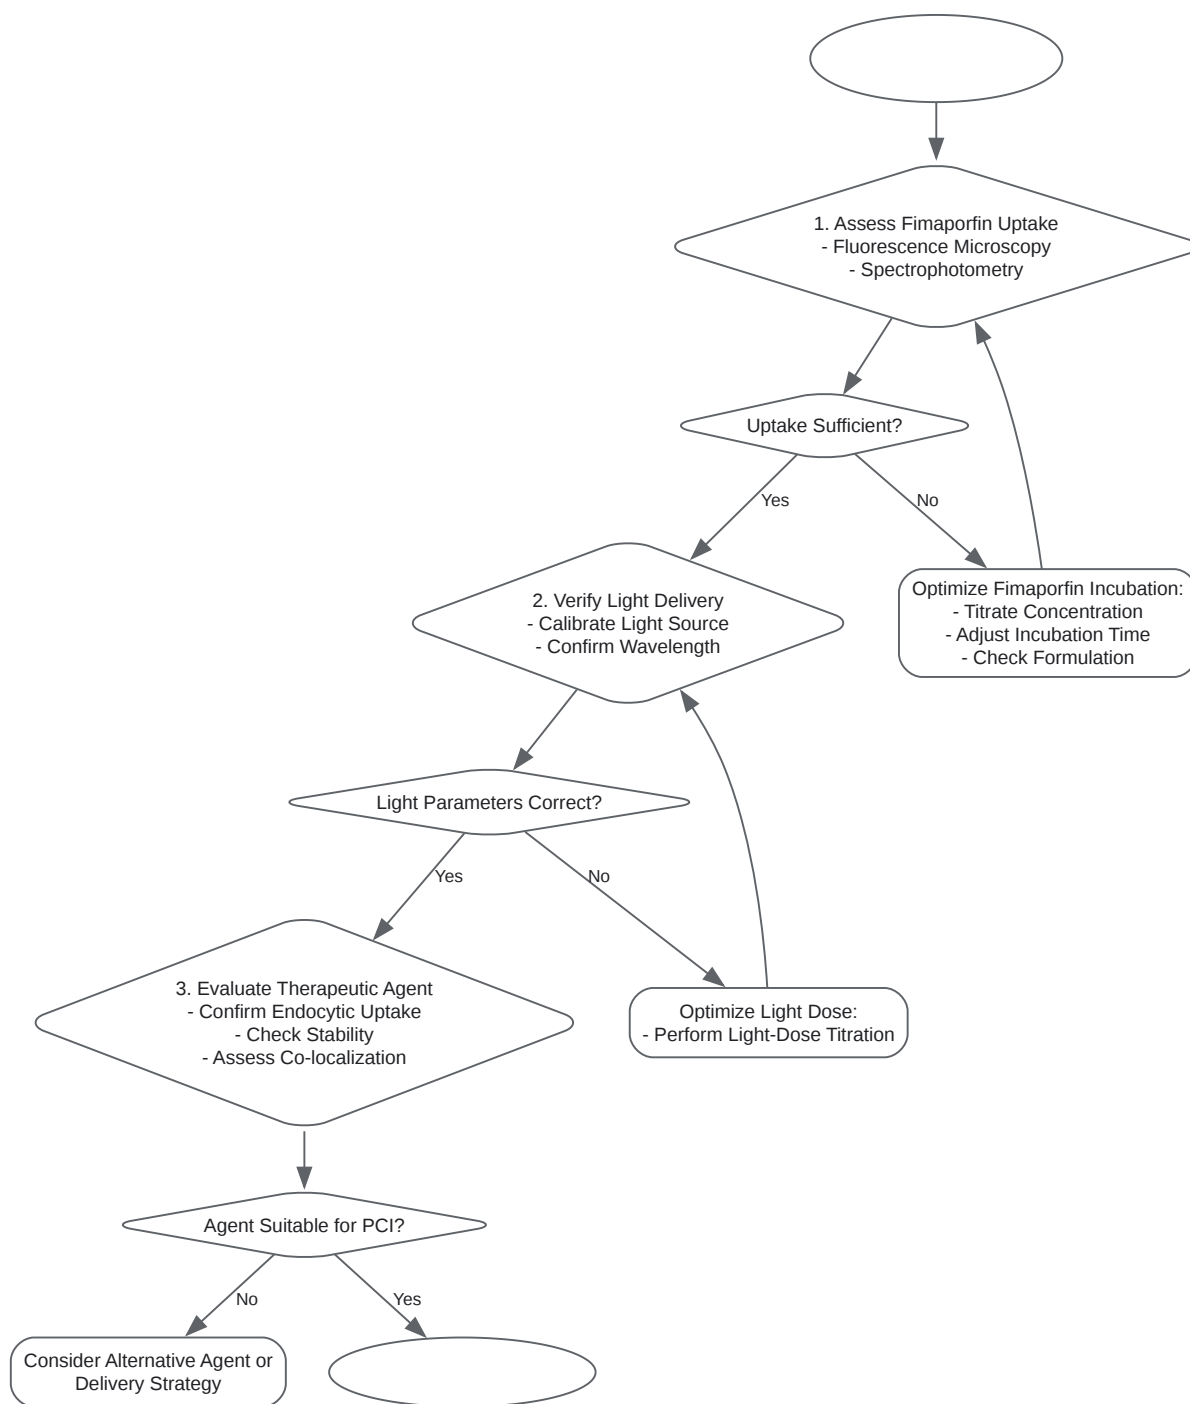 1. Assess Fimaporfin Uptake
- Fluorescence Microscopy
- Spectrophotometry
Uptake Sufficient?
Yes
No
Optimize Fimaporfin Incubation:
- Titrate Concentration
- Adjust Incubation Time
- Check Formulation
2. Verify Light Delivery
- Calibrate Light Source
- Confirm Wavelength
Light Parameters Correct?
Yes
No
3. Evaluate Therapeutic Agent
- Confirm Endocytic Uptake
- Check Stability
- Assess Co-localization
Optimize Light Dose:
- Perform Light-Dose Titration
Agent Suitable for PCI?
No
Yes
Consider Alternative Agent or
Delivery Strategy